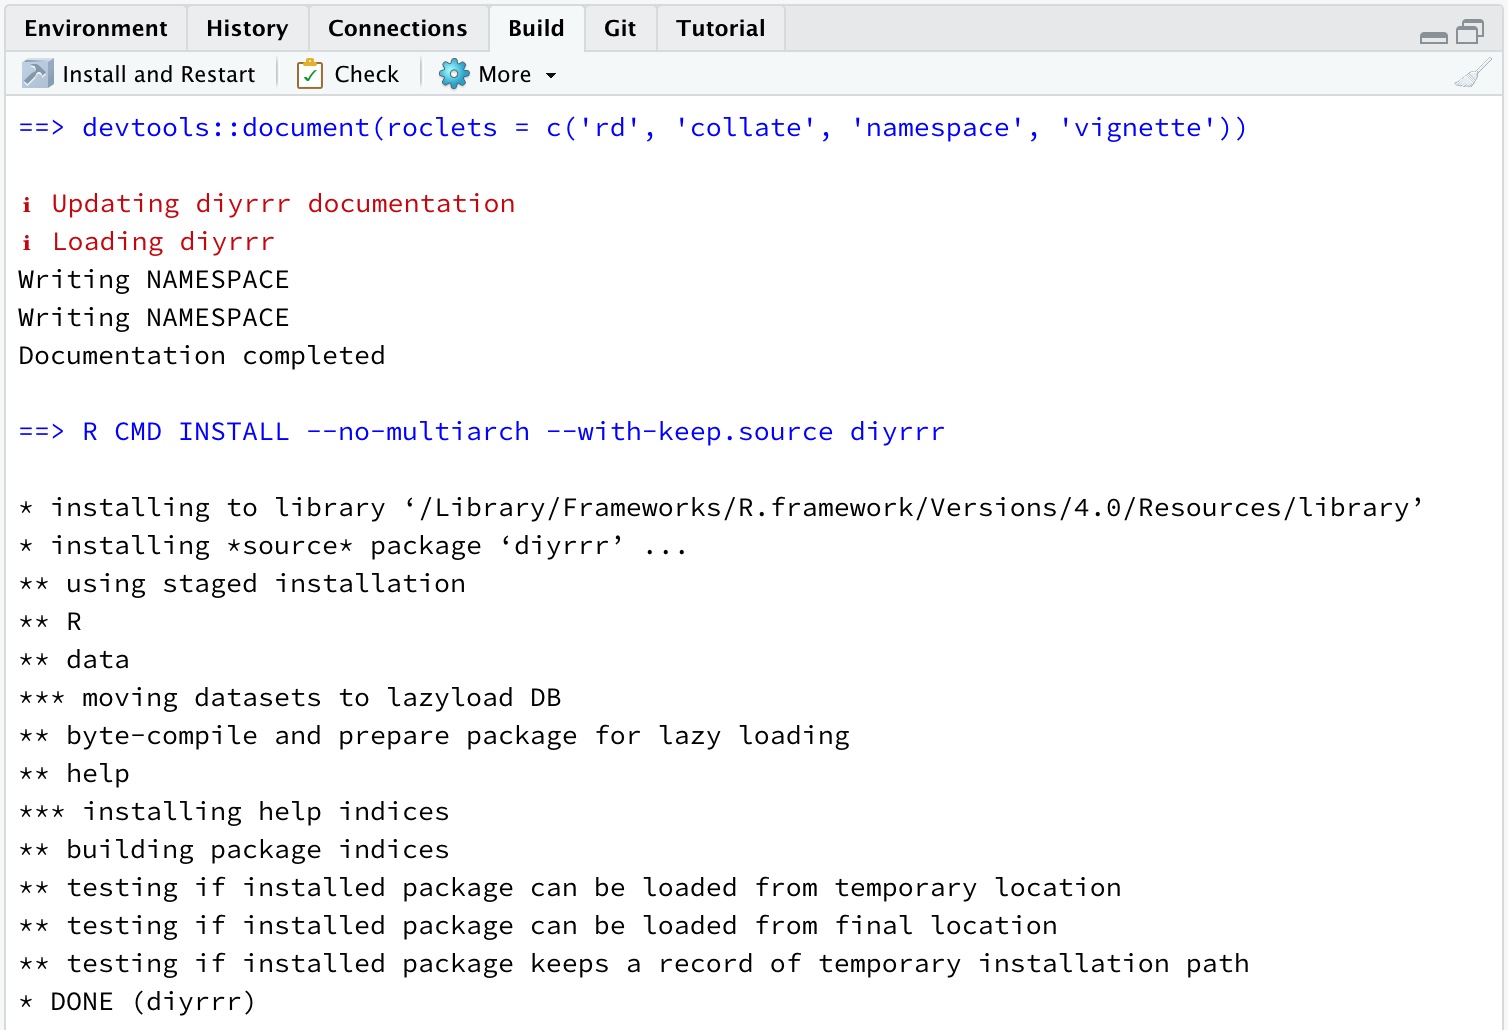 Environment History Connections Build Git Tutorial
Install and Restart Check More
==> devtools::document(roclets = c('rd', 'collate', 'namespace', 'vignette'))
ℹ Updating diyrrr documentation
ℹ Loading diyrrr
Writing NAMESPACE
Writing NAMESPACE
Documentation completed
==> R CMD INSTALL --no-multiarch --with-keep.source diyrrr
* installing to library ‘/Library/Frameworks/R.framework/Versions/4.0/Resources/library’
* installing *source* package ‘diyrrr’ ...
** using staged installation
** R
** data
*** moving datasets to lazyload DB
** byte-compile and prepare package for lazy loading
** help
*** installing help indices
** building package indices
** testing if installed package can be loaded from temporary location
** testing if installed package can be loaded from final location
** testing if installed package keeps a record of temporary installation path
* DONE (diyrrr)